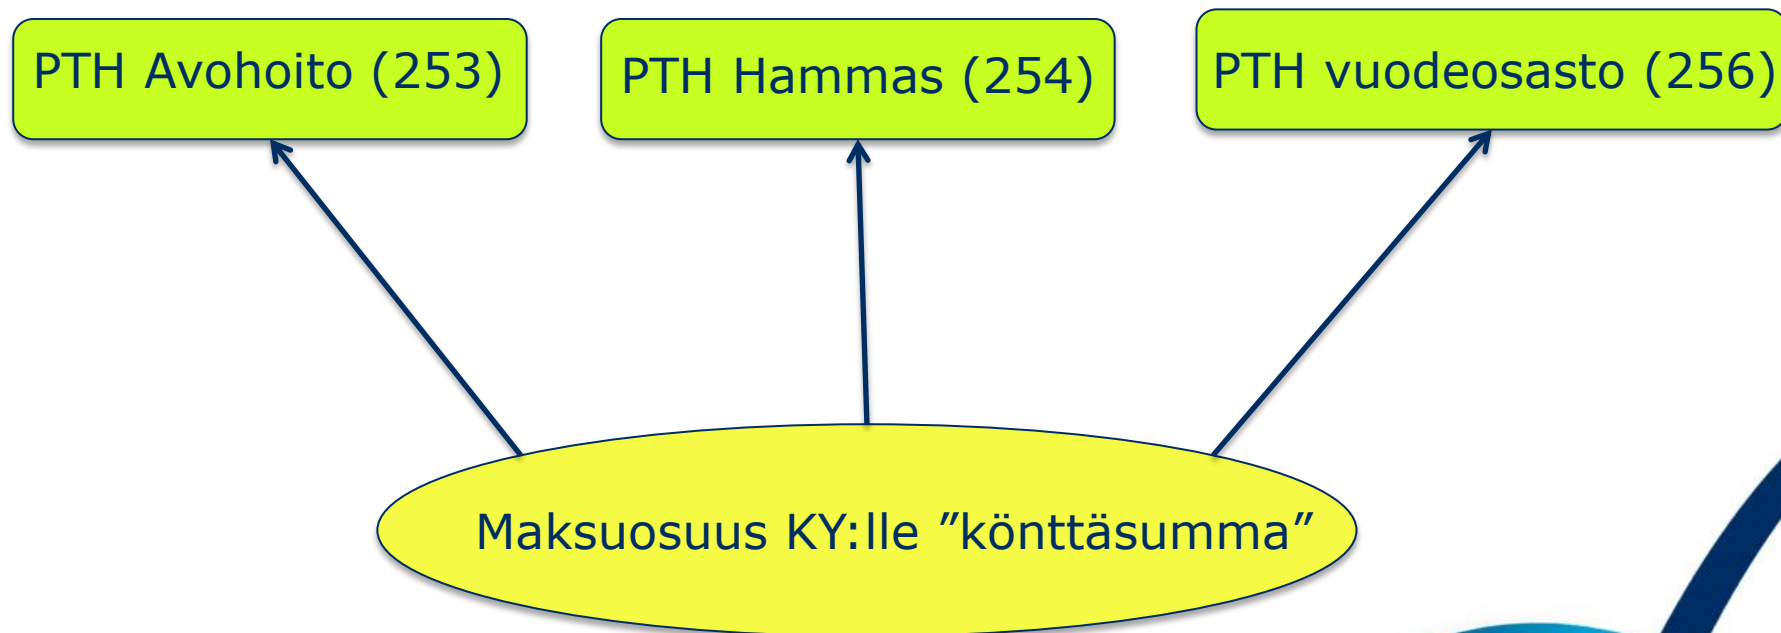 PTH Avohoito (253)
PTH Hammas (254)
PTH vuodeosasto (256)
Maksuosuus KY:lle ”könttäsumma”